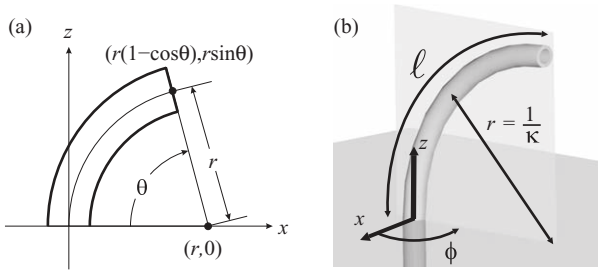 (a)
z
(r(1−cosθ),rsinθ)
r
θ
x
(r,0)
(b)
ℓ
r = 1/κ
z
x
ϕ